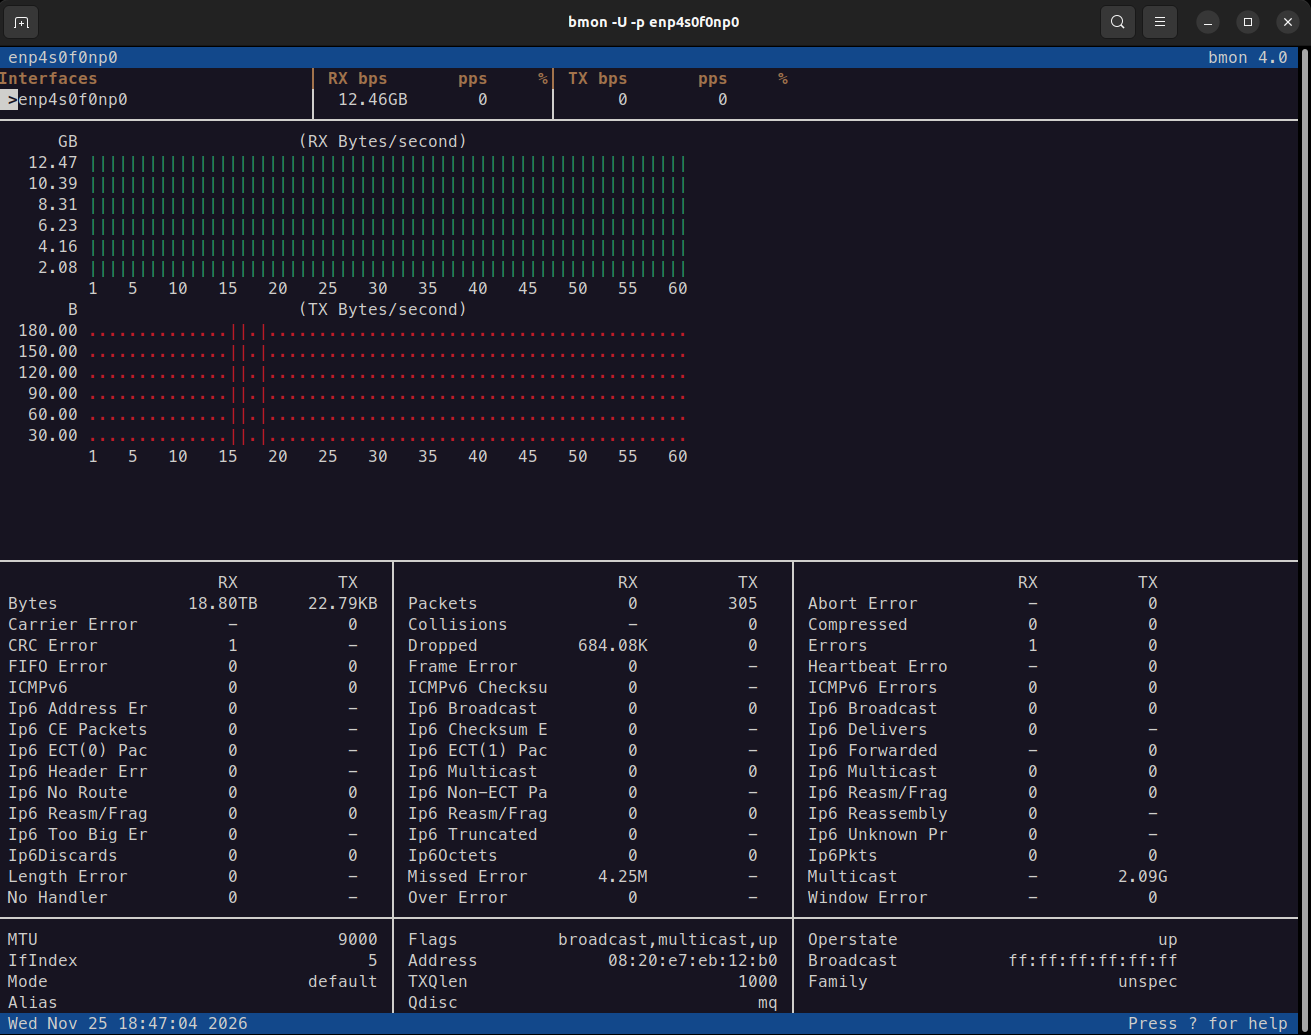 bmon -U -p enp4s0f0np0
enp4s0f0np0 bmon 4.0
Interfaces RX bps pps % TX bps pps %
>enp4s0f0np0 12.46GB 0 0 0
GB (RX Bytes/second)
12.47 ||||||||||||||||||||||||||||||||||||||||||||||||||||||||||||
10.39 ||||||||||||||||||||||||||||||||||||||||||||||||||||||||||||
8.31 ||||||||||||||||||||||||||||||||||||||||||||||||||||||||||||
6.23 ||||||||||||||||||||||||||||||||||||||||||||||||||||||||||||
4.16 ||||||||||||||||||||||||||||||||||||||||||||||||||||||||||||
2.08 ||||||||||||||||||||||||||||||||||||||||||||||||||||||||||||
1 5 10 15 20 25 30 35 40 45 50 55 60
B (TX Bytes/second)
180.00 ..............||.|..........................................
150.00 ..............||.|..........................................
120.00 ..............||.|..........................................
90.00 ..............||.|..........................................
60.00 ..............||.|..........................................
30.00 ..............||.|..........................................
1 5 10 15 20 25 30 35 40 45 50 55 60
RX TX RX TX RX TX
Bytes 18.80TB 22.79KB Packets 0 305 Abort Error - 0
Carrier Error - 0 Collisions - 0 Compressed 0 0
CRC Error 1 - Dropped 684.08K 0 Errors 1 0
FIFO Error 0 0 Frame Error 0 - Heartbeat Erro - 0
ICMPv6 0 0 ICMPv6 Checksu 0 - ICMPv6 Errors 0 0
Ip6 Address Er 0 - Ip6 Broadcast 0 0 Ip6 Broadcast 0 0
Ip6 CE Packets 0 - Ip6 Checksum E 0 - Ip6 Delivers 0 -
Ip6 ECT(0) Pac 0 - Ip6 ECT(1) Pac 0 - Ip6 Forwarded - 0
Ip6 Header Err 0 - Ip6 Multicast 0 0 Ip6 Multicast 0 0
Ip6 No Route 0 0 Ip6 Non-ECT Pa 0 - Ip6 Reasm/Frag 0 0
Ip6 Reasm/Frag 0 0 Ip6 Reasm/Frag 0 0 Ip6 Reassembly 0 -
Ip6 Too Big Er 0 - Ip6 Truncated 0 - Ip6 Unknown Pr 0 -
Ip6Discards 0 0 Ip6Octets 0 0 Ip6Pkts 0 0
Length Error 0 - Missed Error 4.25M - Multicast - 2.09G
No Handler 0 - Over Error 0 - Window Error - 0
MTU 9000 Flags broadcast,multicast,up Operstate up
IfIndex 5 Address 08:20:e7:eb:12:b0 Broadcast ff:ff:ff:ff:ff:ff
Mode default TXQlen 1000 Family unspec
Alias Qdisc mq
Wed Nov 25 18:47:04 2026 Press ? for help